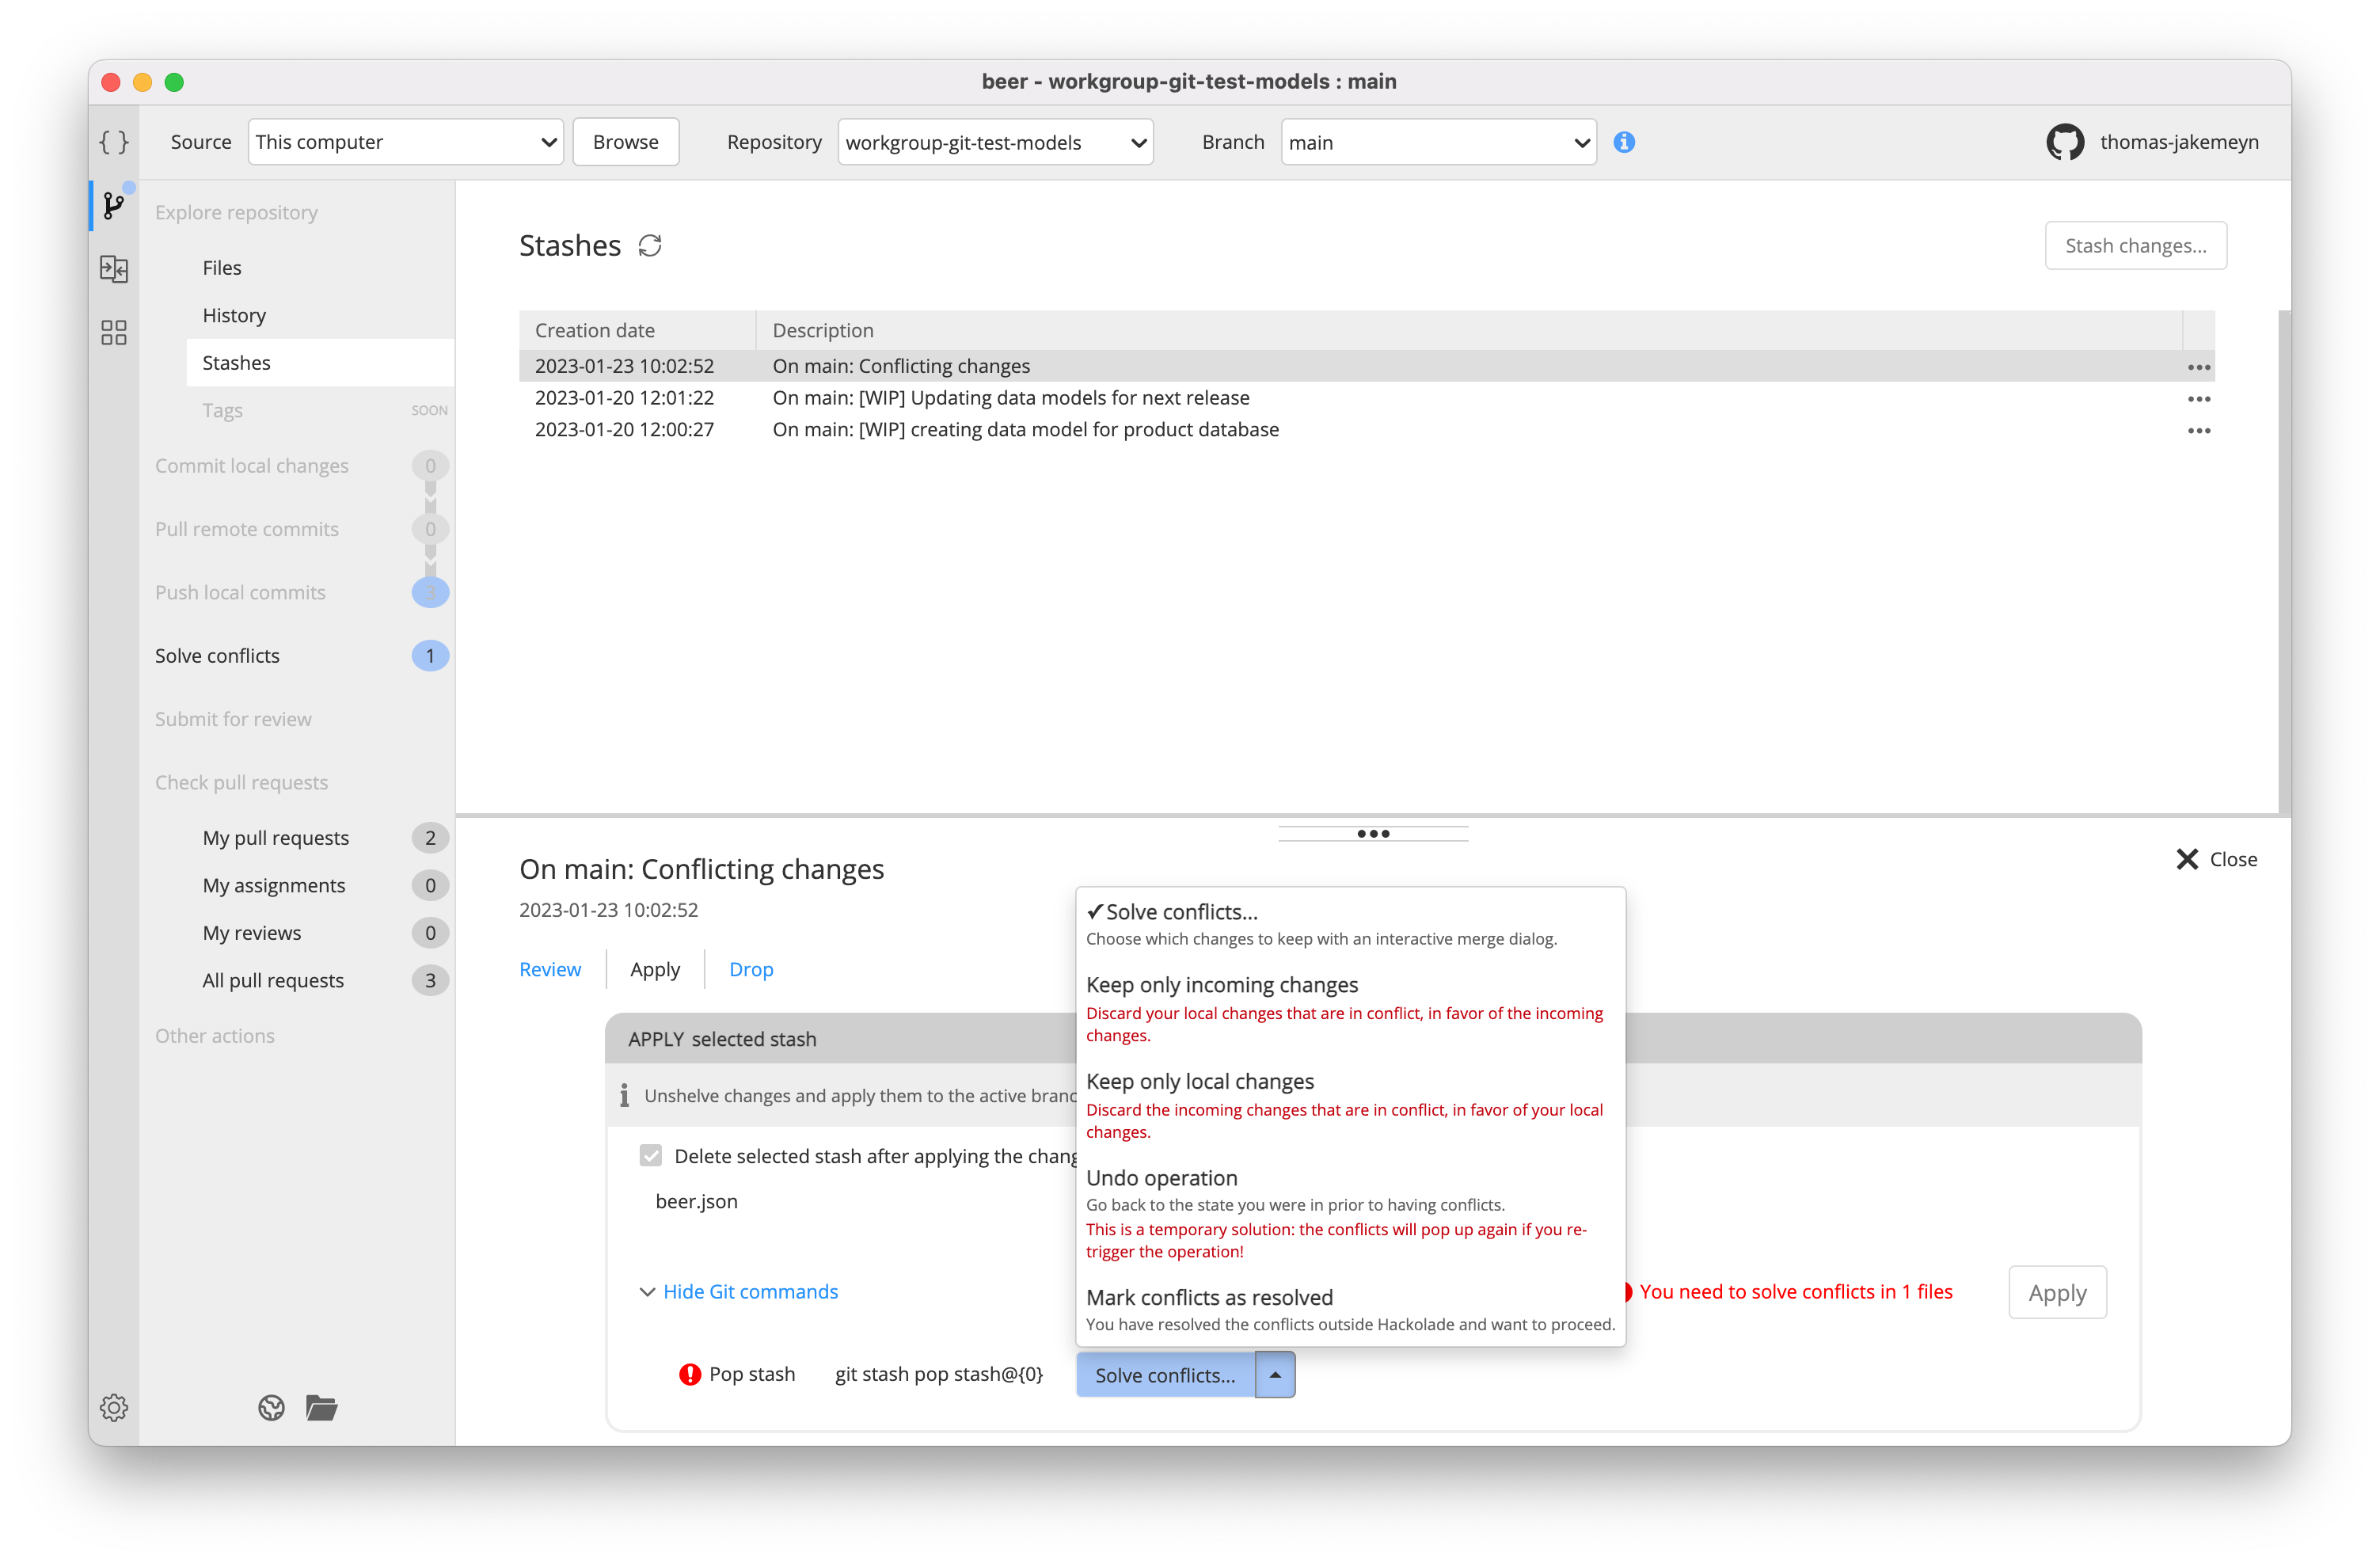 beer - workgroup-git-test-models : main
Source This computer Browse Repository workgroup-git-test-models Branch main thomas-jakemeyn
Explore repository
Files
History
Stashes
Tags SOON
Commit local changes 0
Pull remote commits 0
Push local commits 3
Solve conflicts 1
Submit for review
Check pull requests
My pull requests 2
My assignments 0
My reviews 0
All pull requests 3
Other actions
Stashes Stash changes...
Creation date Description
2023-01-23 10:02:52 On main: Conflicting changes
2023-01-20 12:01:22 On main: [WIP] Updating data models for next release
2023-01-20 12:00:27 On main: [WIP] creating data model for product database
On main: Conflicting changes Close
2023-01-23 10:02:52
Review Apply Drop
APPLY selected stash
Unshelve changes and apply them to the active branc
Delete selected stash after applying the chang
beer.json
Hide Git commands You need to solve conflicts in 1 files Apply
Pop stash git stash pop stash@{0} Solve conflicts...
✔Solve conflicts...
Choose which changes to keep with an interactive merge dialog.
Keep only incoming changes
Discard your local changes that are in conflict, in favor of the incoming
changes.
Keep only local changes
Discard the incoming changes that are in conflict, in favor of your local
changes.
Undo operation
Go back to the state you were in prior to having conflicts.
This is a temporary solution: the conflicts will pop up again if you re-
trigger the operation!
Mark conflicts as resolved
You have resolved the conflicts outside Hackolade and want to proceed.